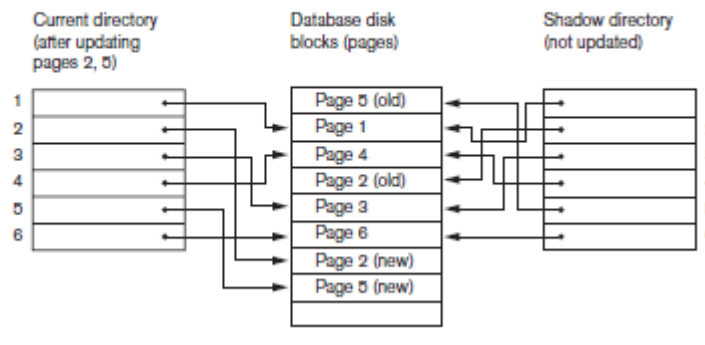 Current directory
(after updating
pages 2, 5)
Database disk
blocks (pages)
Shadow directory
(not updated)
1
2
3
4
5
6
Page 5 (old)
Page 1
Page 4
Page 2 (old)
Page 3
Page 6
Page 2 (new)
Page 5 (new)